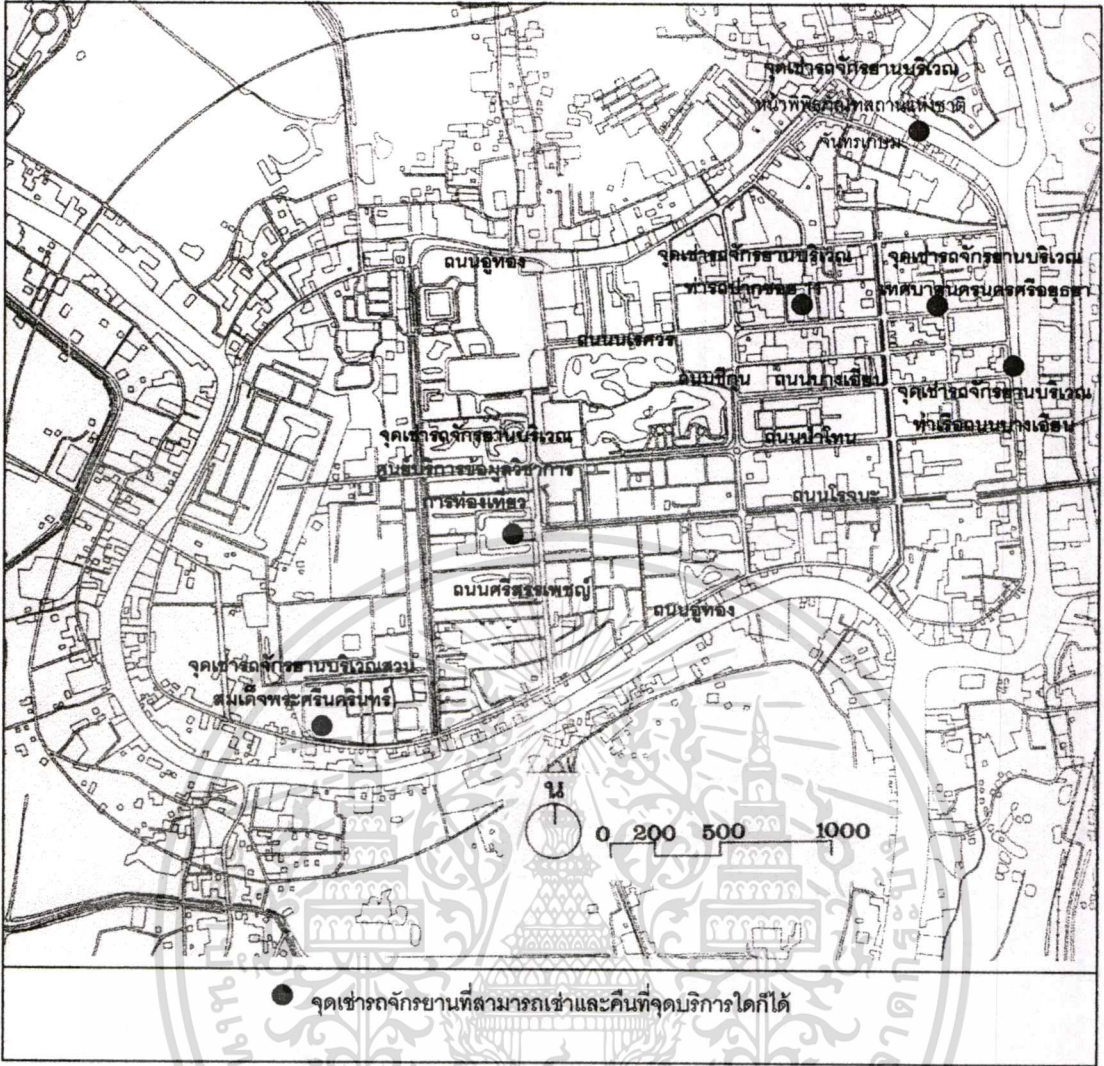 จุดเช่ารถจักรยานบริเวณ
หน้าพิพิธภัณฑสถานแห่งชาติ
จันทรเกษม
ถนนอู่ทอง
จุดเช่ารถจักรยานบริเวณ
ท่ารถปากซอย
จุดเช่ารถจักรยานบริเวณ
เทศบาลนครนครศรีอยุธยา
ถนนนเรศวร
ถนนชีกุน
ถนนบางเอียน
จุดเช่ารถจักรยานบริเวณ
ท่าเรือถนนบางเอียน
จุดเช่ารถจักรยานบริเวณ
ศูนย์บริการข้อมูลวิชาการ
การท่องเที่ยว
ถนนป่าโทน
ถนนโรจนะ
ถนนศรีสรรเพชญ์
ถนนอู่ทอง
จุดเช่ารถจักรยานบริเวณสวน
สมเด็จพระศรีนครินทร์
น
0 200 500 1000
จุดเช่ารถจักรยานที่สามารถเช่าและคืนที่จุดบริการใดก็ได้